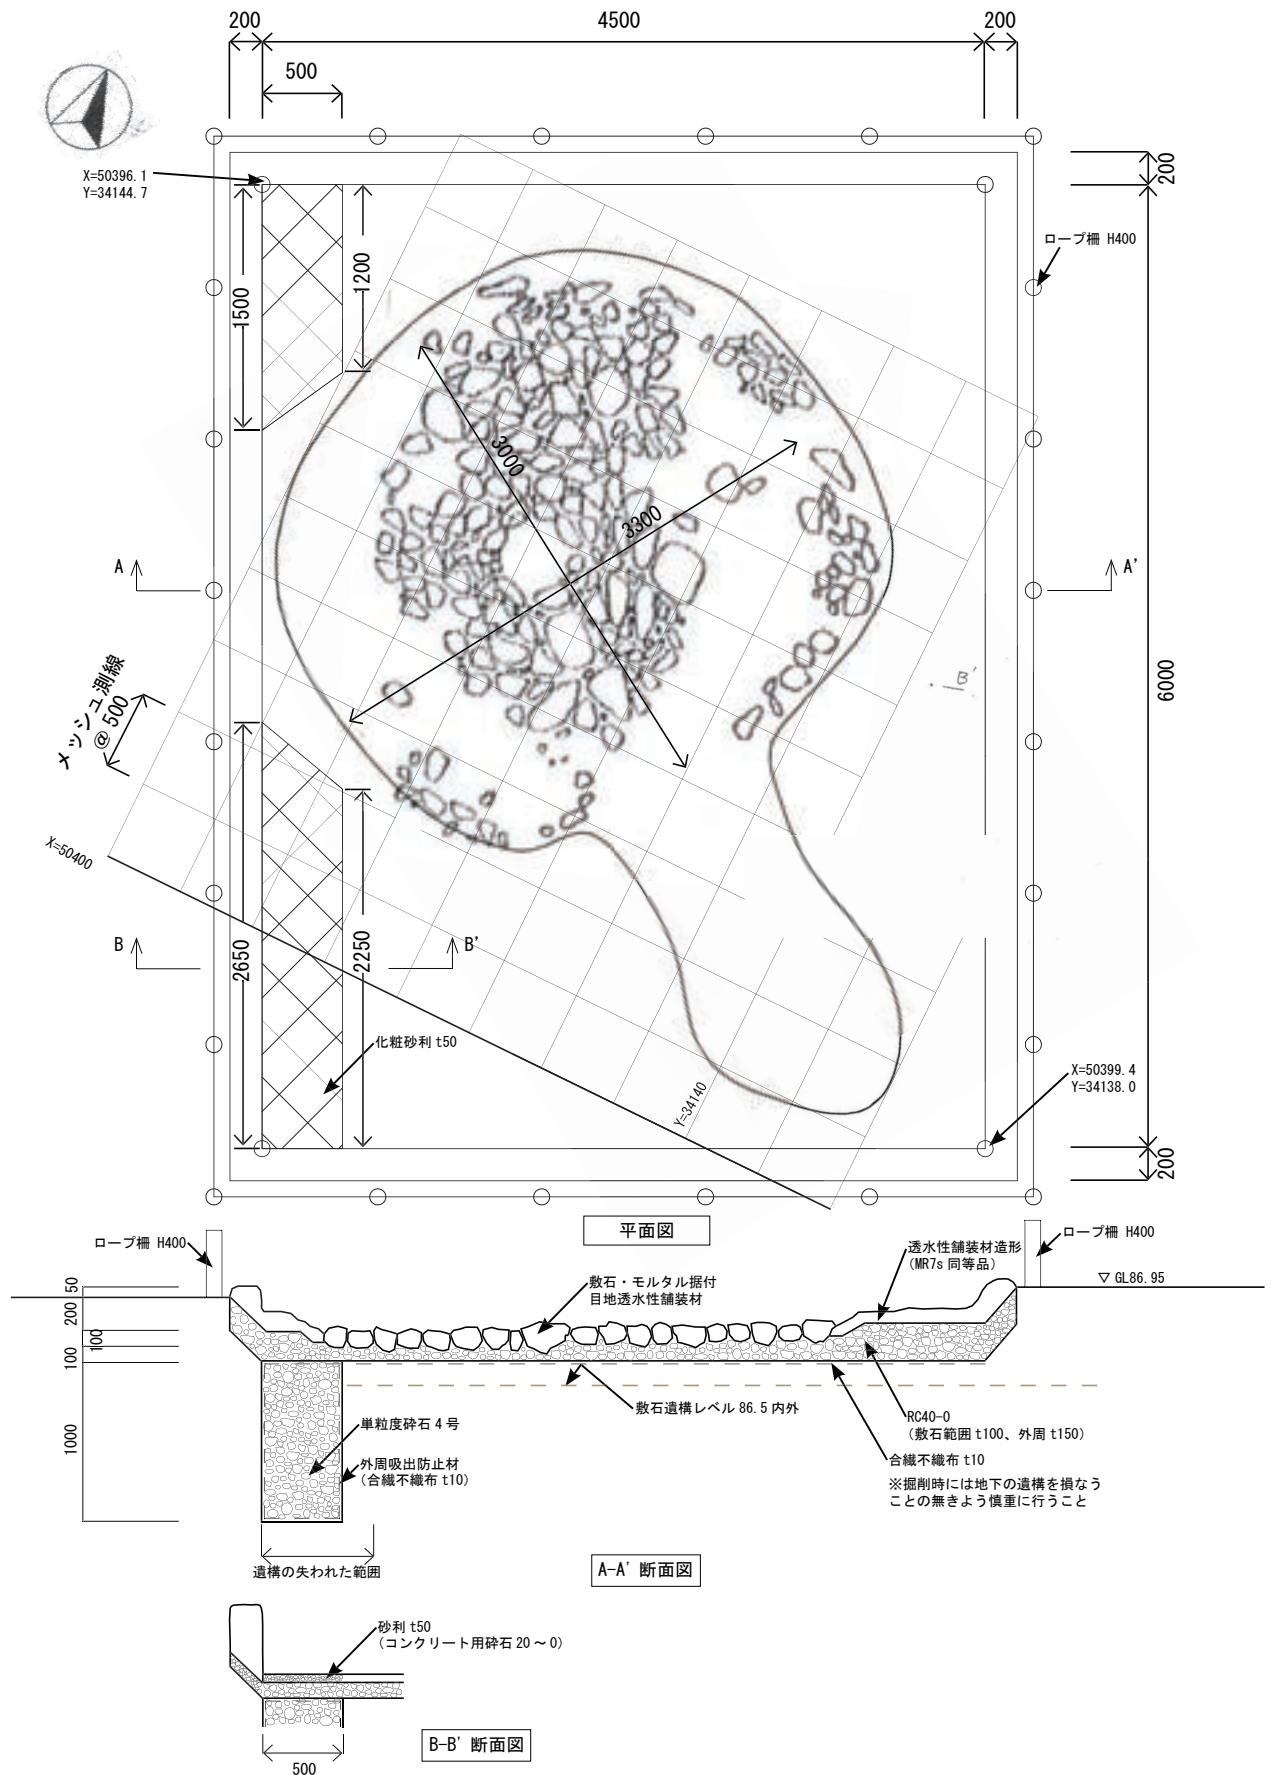 200
4500
200
500
X=50396.1
Y=34144.7
200
ロープ柵 H400
1200
1500
3000
3300
A
A'
メッシュ測線
@ 500
B'
6000
X=50400
B
B'
2650
2250
化粧砂利 t50
X=50399.4
Y=34138.0
Y=34140
200
平面図
ロープ柵 H400
ロープ柵 H400
透水性舗装材造形
(MR7s 同等品)
▽ GL86.95
敷石・モルタル据付
目地透水性舗装材
50
200
100
100
1000
敷石遺構レベル 86.5 内外
単粒度砕石 4 号
外周吸出防止材
(合繊不織布 t10)
RC40-0
(敷石範囲 t100、外周 t150)
合繊不織布 t10
※掘削時には地下の遺構を損なう
ことの無きよう慎重に行うこと
遺構の失われた範囲
A-A' 断面図
砂利 t50
(コンクリート用砕石 20 ~ 0)
B-B' 断面図
500